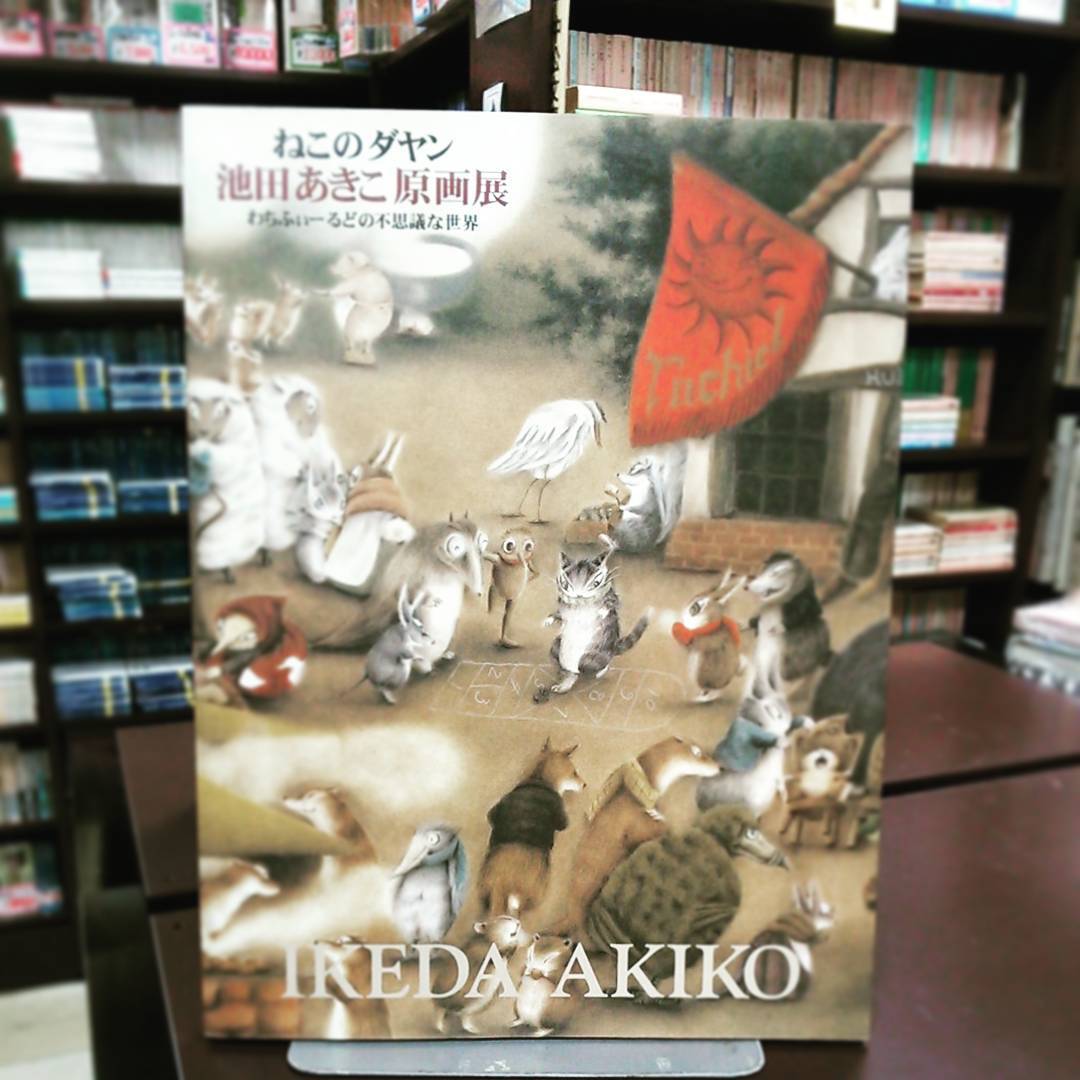 ねこのダヤン
池田あきこ 原画展
わちふぃーるどの不思議な世界
Tachiel
IREDA AKIKO